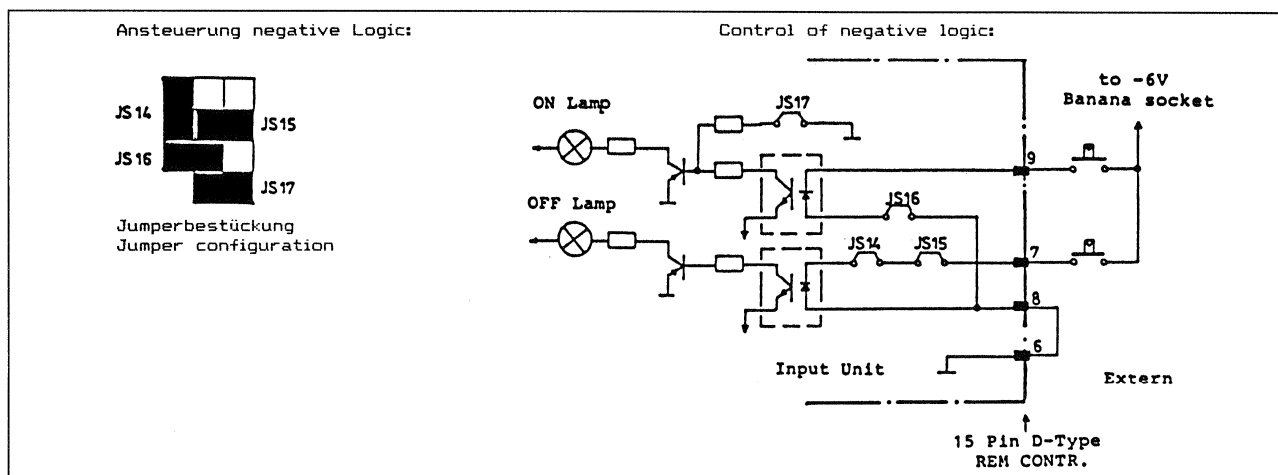 Ansteuerung negative Logic:
Control of negative logic:
JS14
JS15
JS16
JS17
Jumperbestückung
Jumper configuration
to -6V
Banana socket
ON Lamp
JS17
9
JS16
OFF Lamp
JS14
JS15
7
8
6
Input Unit
Extern
15 Pin D-Type
REM CONTR.